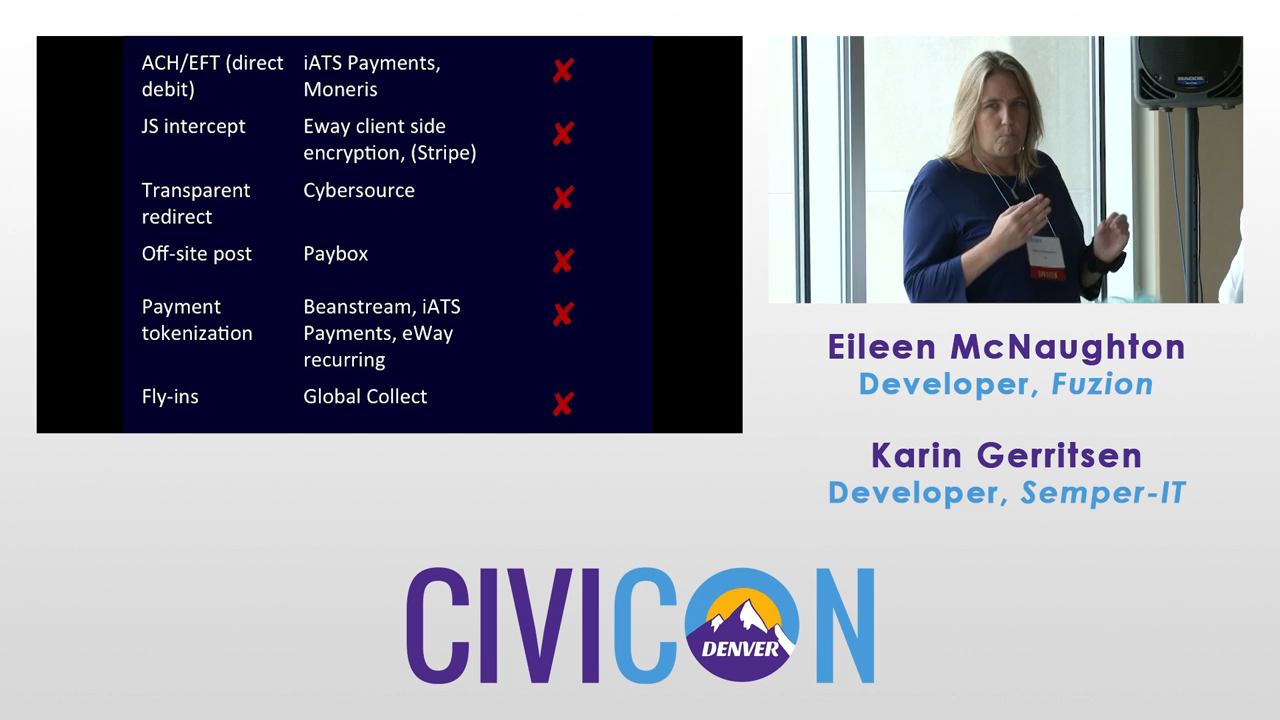 ACH/EFT (direct
debit)
iATS Payments,
Moneris
✘
JS intercept
Eway client side
encryption, (Stripe)
✘
Transparent
redirect
Cybersource
✘
Off-site post
Paybox
✘
Payment
tokenization
Beanstream, iATS
Payments, eWay
recurring
✘
Fly-ins
Global Collect
✘
Eileen McNaughton
Developer, Fuzion
Karin Gerritsen
Developer, Semper-IT
CIVICON
DENVER